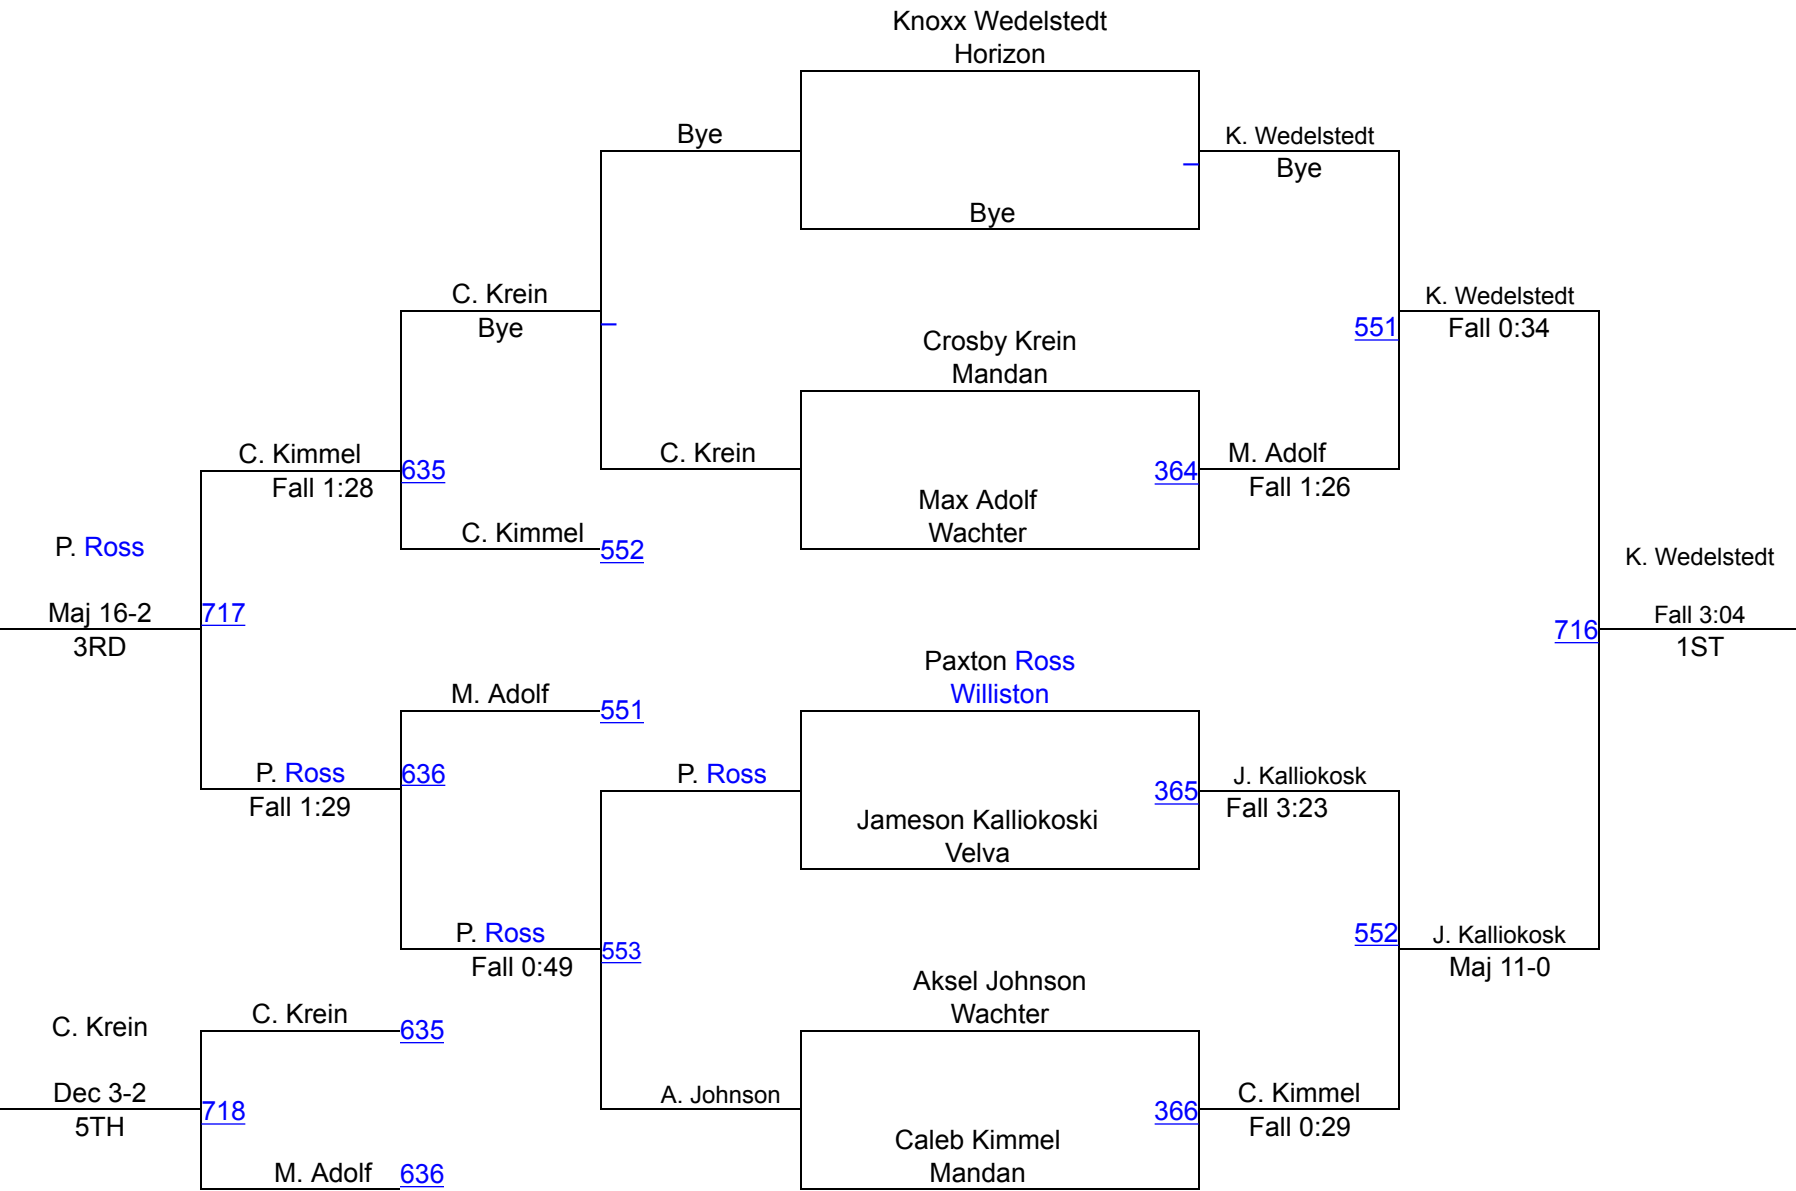 Knoxx Wedelstedt
Horizon
Bye
K. Wedelstedt
Bye
Bye
C. Krein
Bye
K. Wedelstedt
551
Fall 0:34
Crosby Krein
Mandan
C. Kimmel
635
Fall 1:28
C. Krein
364
M. Adolf
Fall 1:26
Max Adolf
Wachter
C. Kimmel
552
P. Ross
K. Wedelstedt
Maj 16-2
717
3RD
Fall 3:04
716
1ST
Paxton Ross
Williston
M. Adolf
551
P. Ross
636
Fall 1:29
P. Ross
365
J. Kalliokosk
Fall 3:23
Jameson Kalliokoski
Velva
P. Ross
553
Fall 0:49
552
J. Kalliokosk
Maj 11-0
Aksel Johnson
Wachter
C. Krein
C. Krein
635
Dec 3-2
718
5TH
A. Johnson
366
C. Kimmel
Fall 0:29
Caleb Kimmel
Mandan
M. Adolf
636